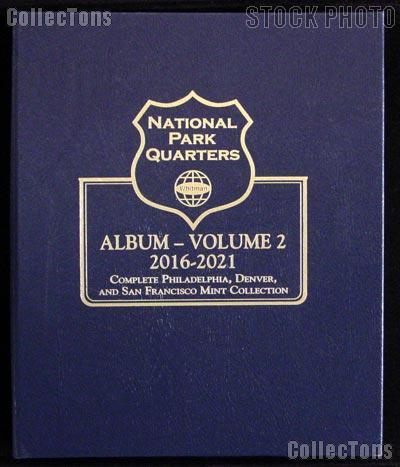 CollecTons
STOCK PHOTO
NATIONAL
PARK
QUARTERS
Whitman
ALBUM – VOLUME 2
2016-2021
COMPLETE PHILADELPHIA, DENVER,
AND SAN FRANCISCO MINT COLLECTION
CollecTons